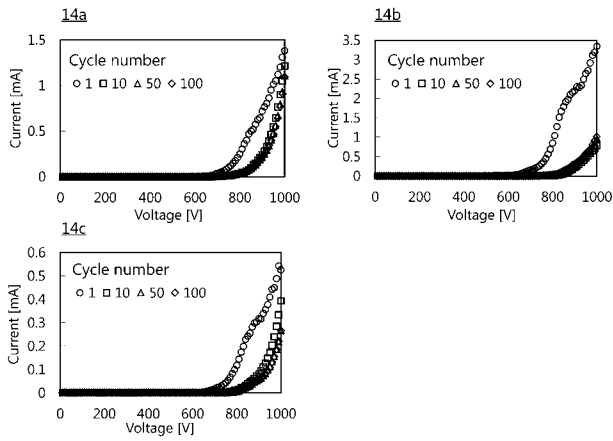 14a
1.5
1
0.5
0
Current [mA]
Cycle number
○ 1 □ 10 △ 50 ◇ 100
0 200 400 600 800 1000
Voltage [V]
14b
3.5
3
2.5
2
1.5
1
0.5
0
Current [mA]
Cycle number
○ 1 □ 10 △ 50 ◇ 100
0 200 400 600 800 1000
Voltage [V]
14c
0.6
0.5
0.4
0.3
0.2
0.1
0
Current [mA]
Cycle number
○ 1 □ 10 △ 50 ◇ 100
0 200 400 600 800 1000
Voltage [V]